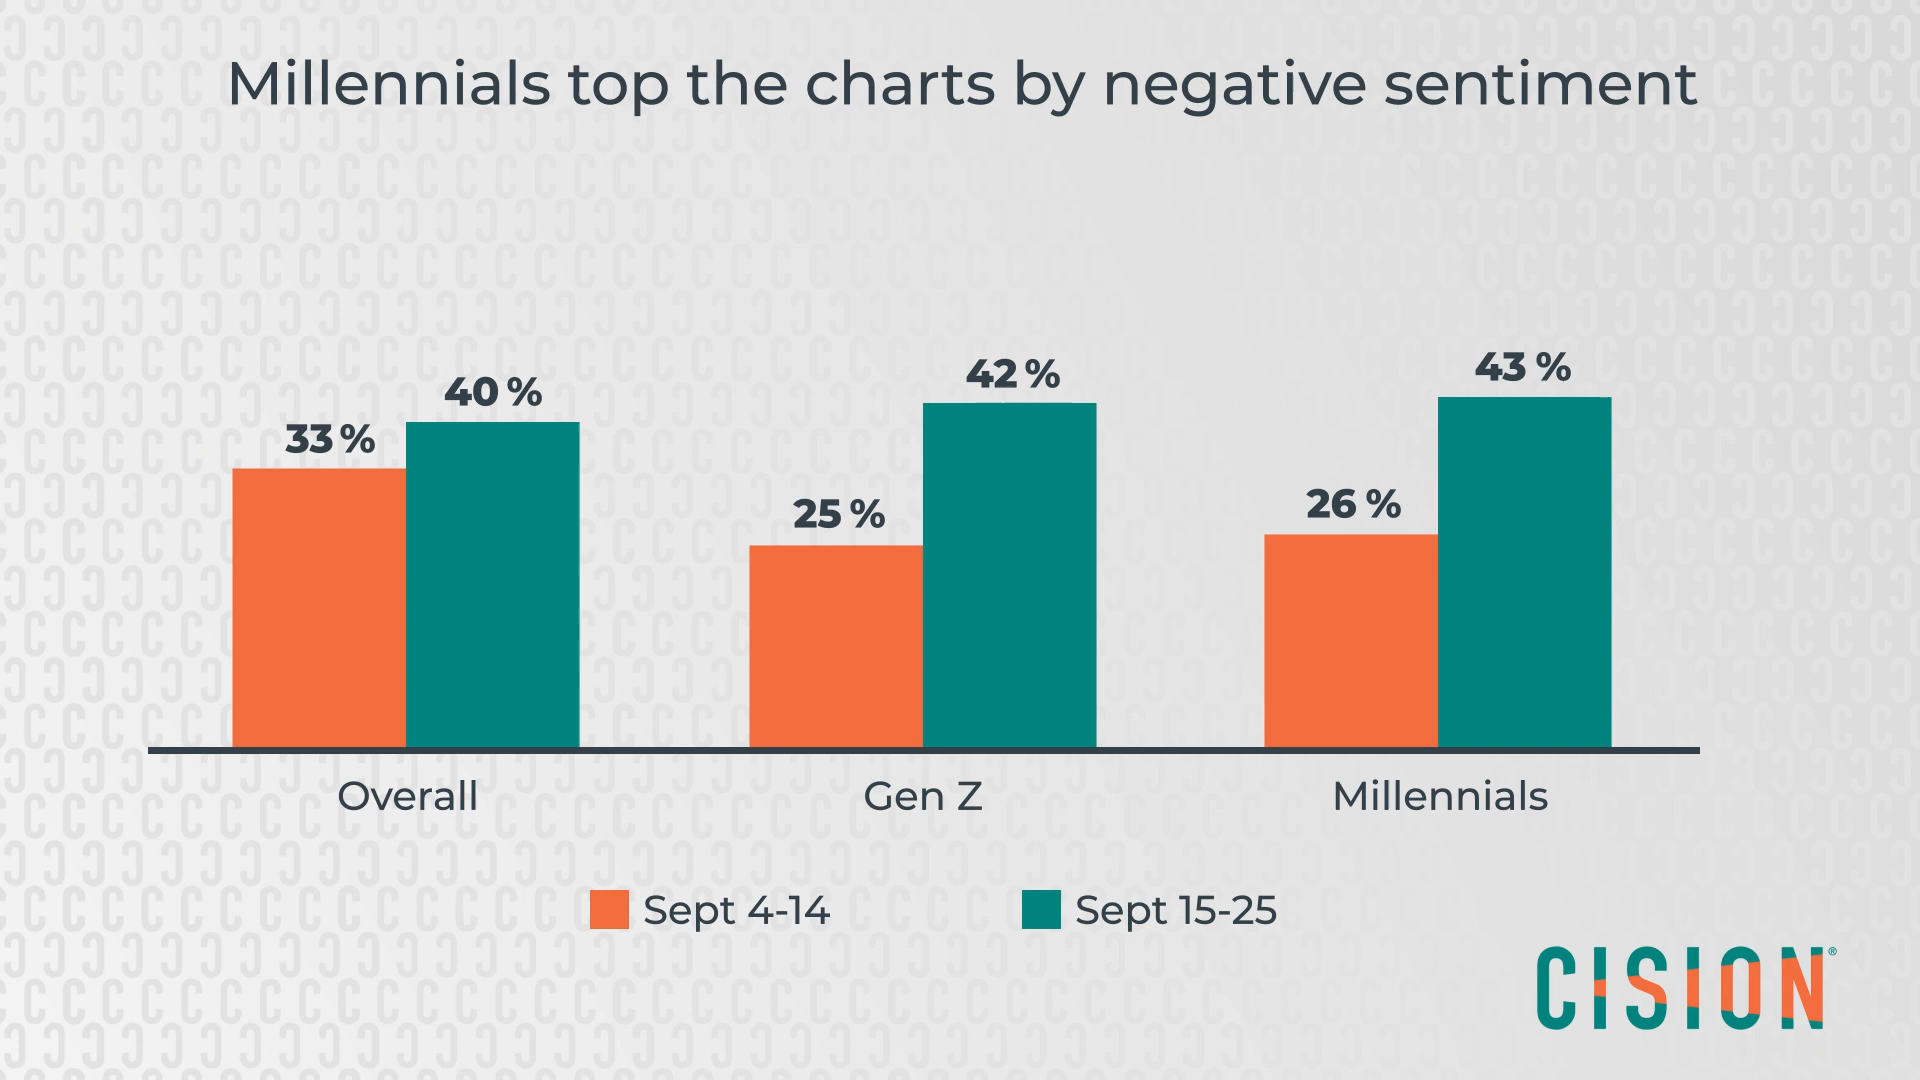 Millennials top the charts by negative sentiment
33 %
40 %
25 %
42 %
26 %
43 %
Overall
Gen Z
Millennials
Sept 4-14
Sept 15-25
CISION®